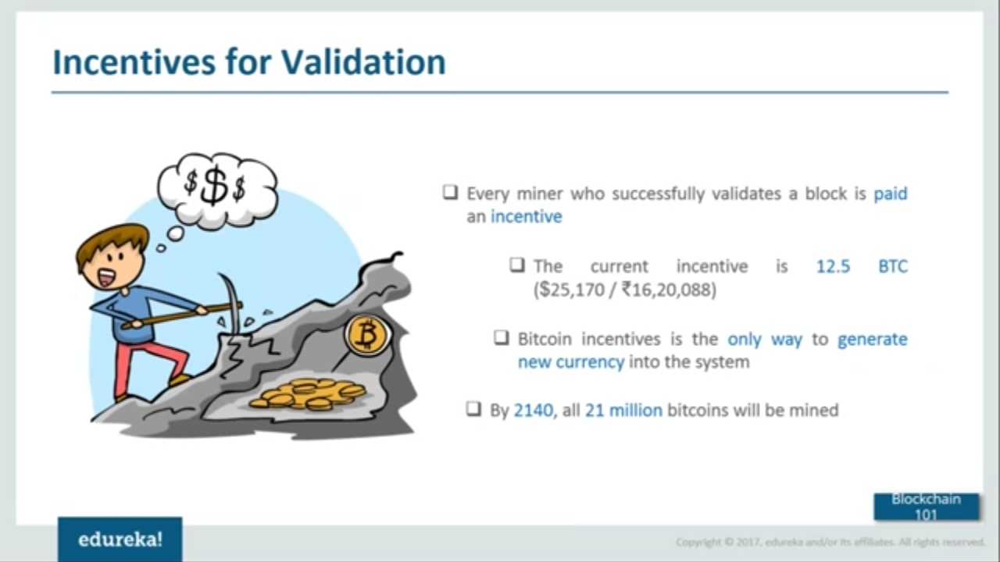 Incentives for Validation
$ $ $
❑ Every miner who successfully validates a block is paid
an incentive
❑ The current incentive is 12.5 BTC
($25,170 / ₹16,20,088)
❑ Bitcoin incentives is the only way to generate
new currency into the system
❑ By 2140, all 21 million bitcoins will be mined
Blockchain
101
edureka!
Copyright © 2017, edureka and/or its affiliates. All rights reserved.